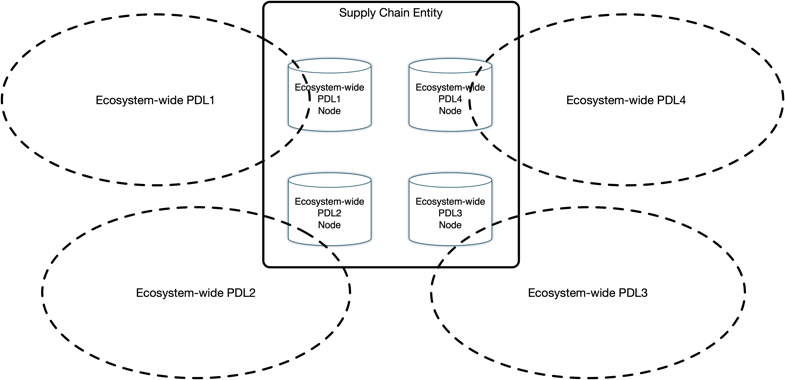 Supply Chain Entity
Ecosystem-wide PDL1
Ecosystem-wide
PDL1
Node
Ecosystem-wide
PDL4
Node
Ecosystem-wide PDL4
Ecosystem-wide
PDL2
Node
Ecosystem-wide
PDL3
Node
Ecosystem-wide PDL2
Ecosystem-wide PDL3